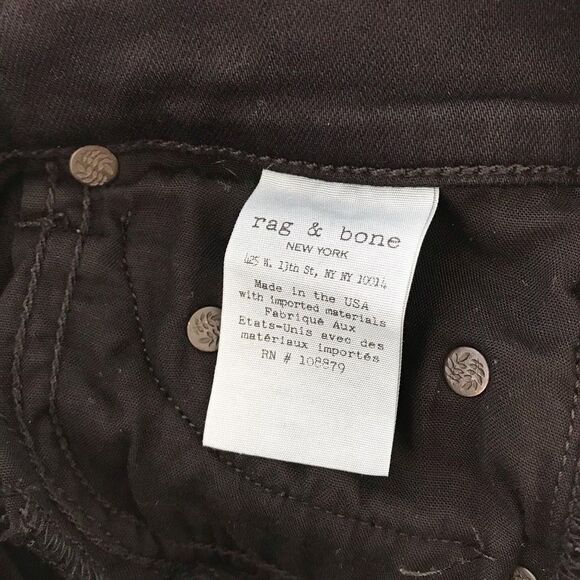 rag & bone
NEW YORK
425 W. 13th St, NY NY 10014
Made in the USA
with imported materials
Fabriqué Aux
Etats-Unis avec des
matériaux importés
RN # 108879